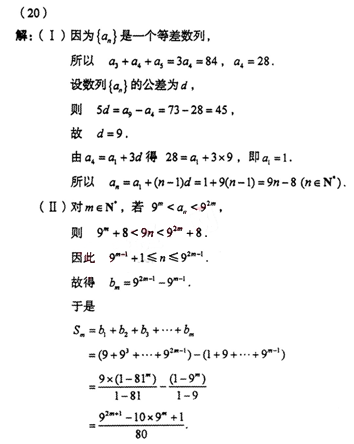 (20)
解:(Ⅰ)因为{aₙ}是一个等差数列,
所以 a₃+a₄+a₅=3a₄=84, a₄=28.
设数列{aₙ}的公差为d,
则 5d=a₉-a₄=73-28=45,
故 d=9.
由a₄=a₁+3d得 28=a₁+3×9, 即a₁=1.
所以 aₙ=a₁+(n-1)d=1+9(n-1)=9n-8 (n∈N*).
(Ⅱ)对m∈N*, 若 9ᵐ<aₙ<9²ᵐ,
则 9ᵐ+8<9n<9²ᵐ+8.
因此 9ᵐ⁻¹+1≤n≤9²ᵐ⁻¹.
故得 bₘ=9²ᵐ⁻¹-9ᵐ⁻¹.
于是
Sₘ=b₁+b₂+b₃+⋯+bₘ
=(9+9³+⋯+9²ᵐ⁻¹)-(1+9+⋯+9ᵐ⁻¹)
=9×(1-81ᵐ)/1-81-(1-9ᵐ)/1-9
=9²ᵐ⁺¹-10×9ᵐ+1/80.